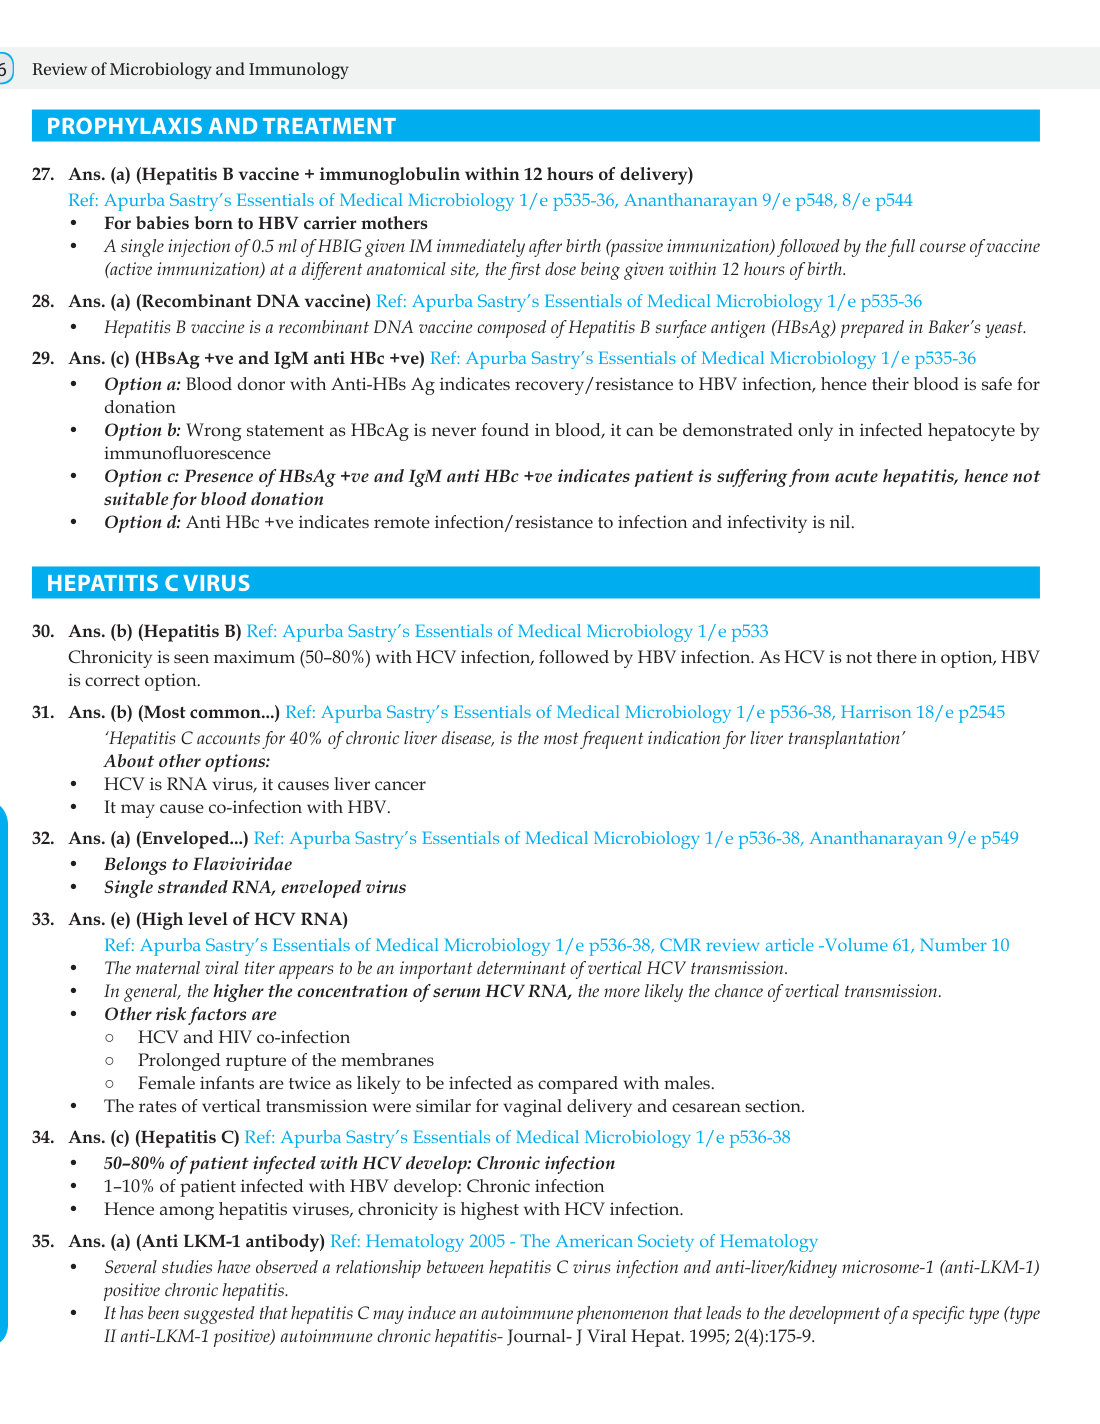 6 Review of Microbiology and Immunology
PROPHYLAXIS AND TREATMENT
27. Ans. (a) (Hepatitis B vaccine + immunoglobulin within 12 hours of delivery)
Ref: Apurba Sastry’s Essentials of Medical Microbiology 1/e p535-36, Ananthanarayan 9/e p548, 8/e p544
• For babies born to HBV carrier mothers
• A single injection of 0.5 nl of HBIG given IM immediately after birth (passive immunization) followed by the full course of vaccine
(active immunization) at a different anatomical site, the first dose being given within 12 hours of birth.
28. Ans. (a) (Recombinant DNA vaccine) Ref: Apurba Sastry’s Essentials of Medical Microbiology 1/e p535-36
• Hepatitis B vaccine is a recombinant DNA vaccine composed of Hepatitis B surface antigen (HBsAg) prepared in Baker’s yeast.
29. Ans. (c) (HBsAg +ve and IgM anti HBc +ve) Ref: Apurba Sastry’s Essentials of Medical Microbiology 1/e p535-36
• Option a: Blood donor with Anti-HBs Ag indicates recovery/resistance to HBV infection, hence their blood is safe for
donation
• Option b: Wrong statement as HBcAg is never found in blood, it can be demonstrated only in infected hepatocyte by
immunofluorescence
• Option c: Presence of HBsAg +ve and IgM anti HBc +ve indicates patient is suffering from acute hepatitis, hence not
suitable for blood donation
• Option d: Anti HBc +ve indicates remote infection/resistance to infection and infectivity is nil.
HEPATITIS C VIRUS
30. Ans. (b) (Hepatitis B) Ref: Apurba Sastry’s Essentials of Medical Microbiology 1/e p533
Chronicity is seen maximum (50–80%) with HCV infection, followed by HBV infection. As HCV is not there in option, HBV
is correct option.
31. Ans. (b) (Most common...) Ref: Apurba Sastry’s Essentials of Medical Microbiology 1/e p536-38, Harrison 18/e p2545
‘Hepatitis C accounts for 40% of chronic liver disease, is the most frequent indication for liver transplantation’
About other options:
• HCV is RNA virus, it causes liver cancer
• It may cause co-infection with HBV.
32. Ans. (a) (Enveloped...) Ref: Apurba Sastry’s Essentials of Medical Microbiology 1/e p536-38, Ananthanarayan 9/e p549
• Belongs to Flaviviridae
• Single stranded RNA, enveloped virus
33. Ans. (e) (High level of HCV RNA)
Ref: Apurba Sastry’s Essentials of Medical Microbiology 1/e p536-38, CMR review article -Volume 61, Number 10
• The maternal viral titer appears to be an important determinant of vertical HCV transmission.
• In general, the higher the concentration of serum HCV RNA, the more likely the chance of vertical transmission.
• Other risk factors are
○ HCV and HIV co-infection
○ Prolonged rupture of the membranes
○ Female infants are twice as likely to be infected as compared with males.
• The rates of vertical transmission were similar for vaginal delivery and cesarean section.
34. Ans. (c) (Hepatitis C) Ref: Apurba Sastry’s Essentials of Medical Microbiology 1/e p536-38
• 50–80% of patient infected with HCV develop: Chronic infection
• 1–10% of patient infected with HBV develop: Chronic infection
• Hence among hepatitis viruses, chronicity is highest with HCV infection.
35. Ans. (a) (Anti LKM-1 antibody) Ref: Hematology 2005 - The American Society of Hematology
• Several studies have observed a relationship between hepatitis C virus infection and anti-liver/kidney microsome-1 (anti-LKM-1)
positive chronic hepatitis.
• It has been suggested that hepatitis C may induce an autoimmune phenomenon that leads to the development of a specific type (type
II anti-LKM-1 positive) autoimmune chronic hepatitis- Journal- J Viral Hepat. 1995; 2(4):175-9.